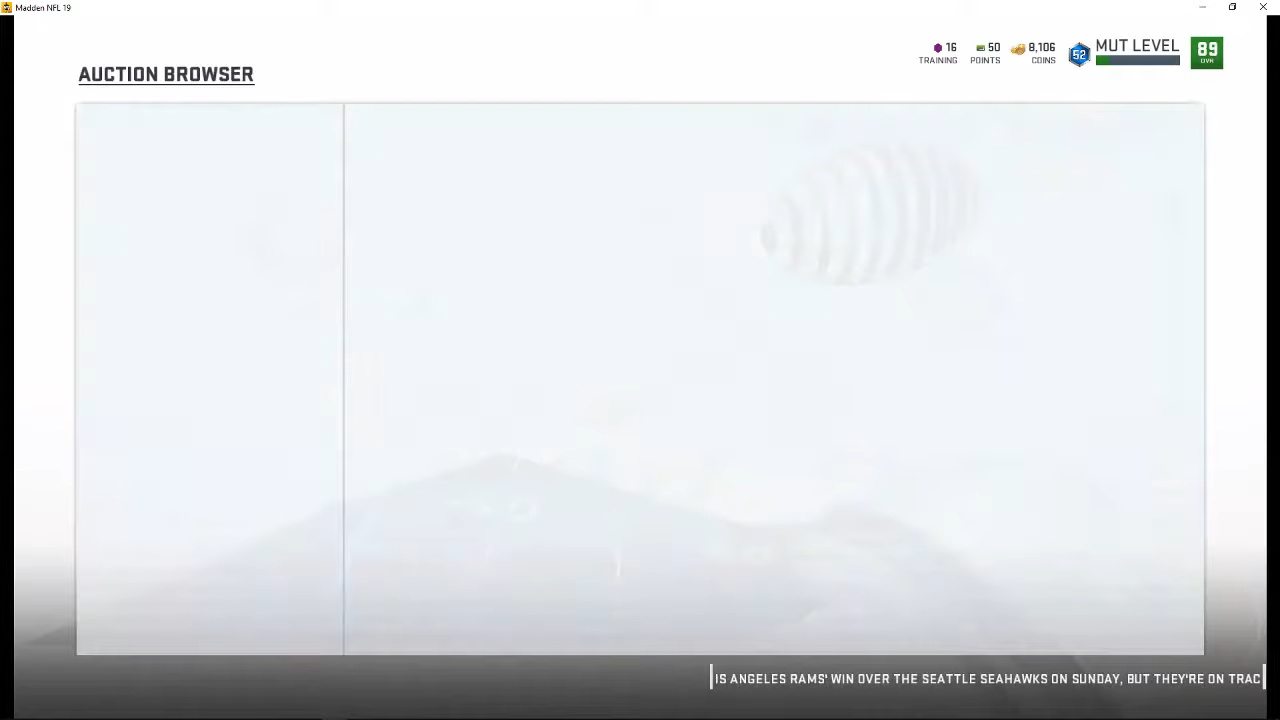 Madden NFL 19
AUCTION BROWSER
16 TRAINING
50 POINTS
8,106 COINS
52
MUT LEVEL
89 OVR
IS ANGELES RAMS' WIN OVER THE SEATTLE SEAHAWKS ON SUNDAY, BUT THEY'RE ON TRAC